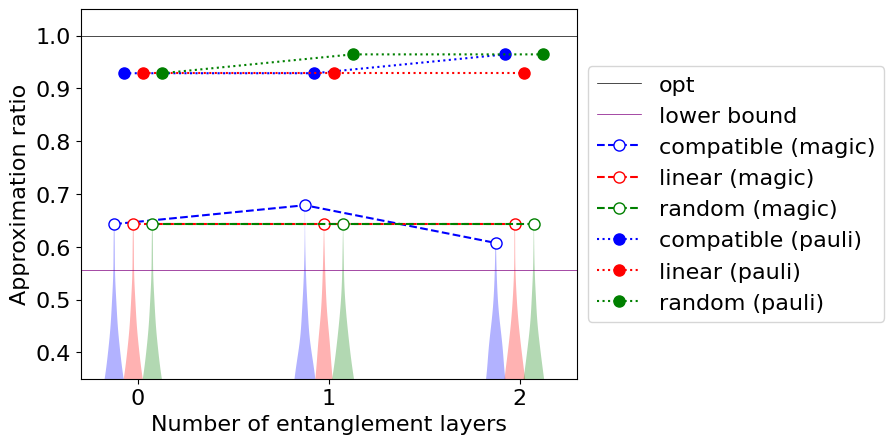 Approximation ratio
1.0
0.9
0.8
0.7
0.6
0.5
0.4
0
1
2
Number of entanglement layers
opt
lower bound
compatible (magic)
linear (magic)
random (magic)
compatible (pauli)
linear (pauli)
random (pauli)